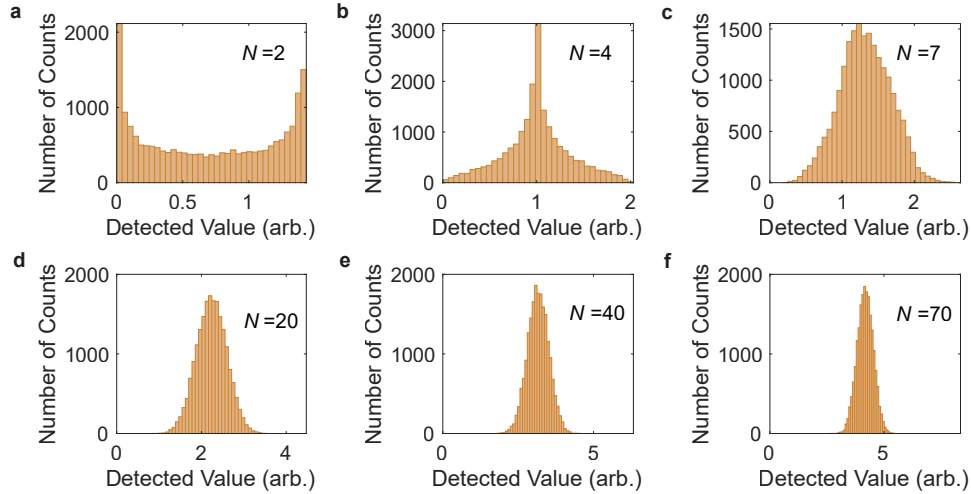 a
N=2
2000
1000
0
Number of Counts
0 0.5 1
Detected Value (arb.)
b
N=4
3000
2000
1000
0
Number of Counts
0 1 2
Detected Value (arb.)
c
N=7
1500
1000
500
0
Number of Counts
0 1 2
Detected Value (arb.)
d
N=20
2000
1000
0
Number of Counts
0 2 4
Detected Value (arb.)
e
N=40
2000
1000
0
Number of Counts
0 5
Detected Value (arb.)
f
N=70
2000
1000
0
Number of Counts
0 5
Detected Value (arb.)